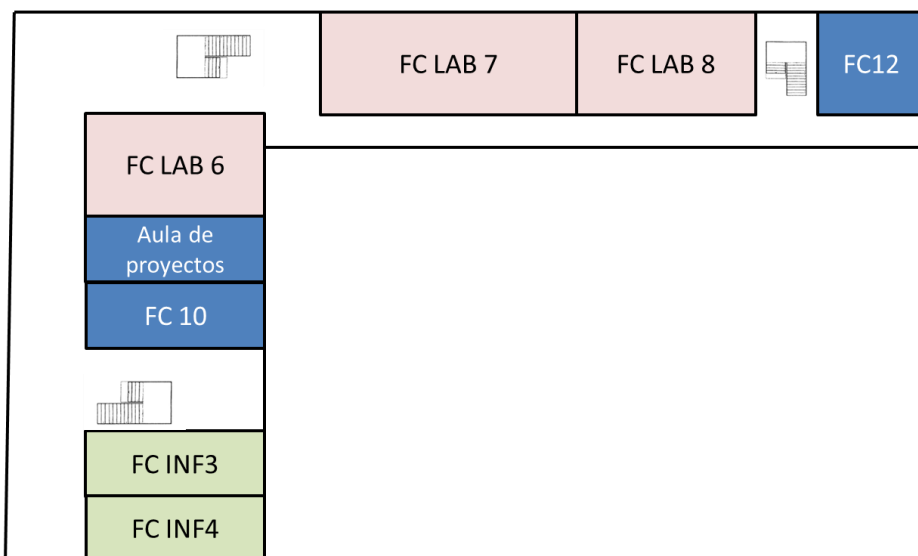 FC LAB 7
FC LAB 8
FC12
FC LAB 6
Aula de
proyectos
FC 10
FC INF3
FC INF4